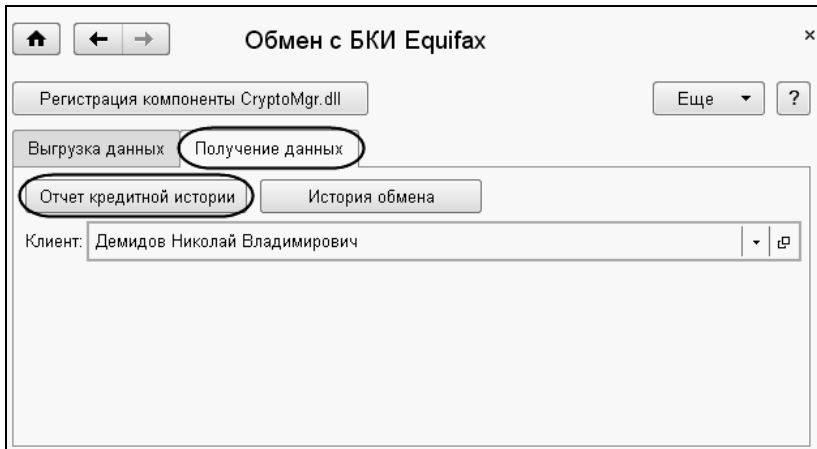 Обмен с БКИ Equifax
Регистрация компоненты CryptoMgr.dll Еще ?
Выгрузка данных Получение данных
Отчет кредитной истории История обмена
Клиент: Демидов Николай Владимирович